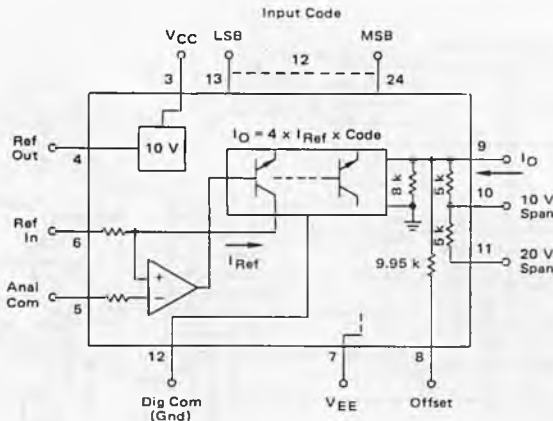 Input Code
VCC LSB MSB
3 13 12 24
Ref Out
4
10 V
IO = 4 x IRef x Code
9 IO
8 k
5 k
10 10 V Span
5 k
11 20 V Span
9.95 k
Ref In
6
IRef
+
−
Anal Com
5
12 7 8
Dig Com (Gnd)
VEE
Offset